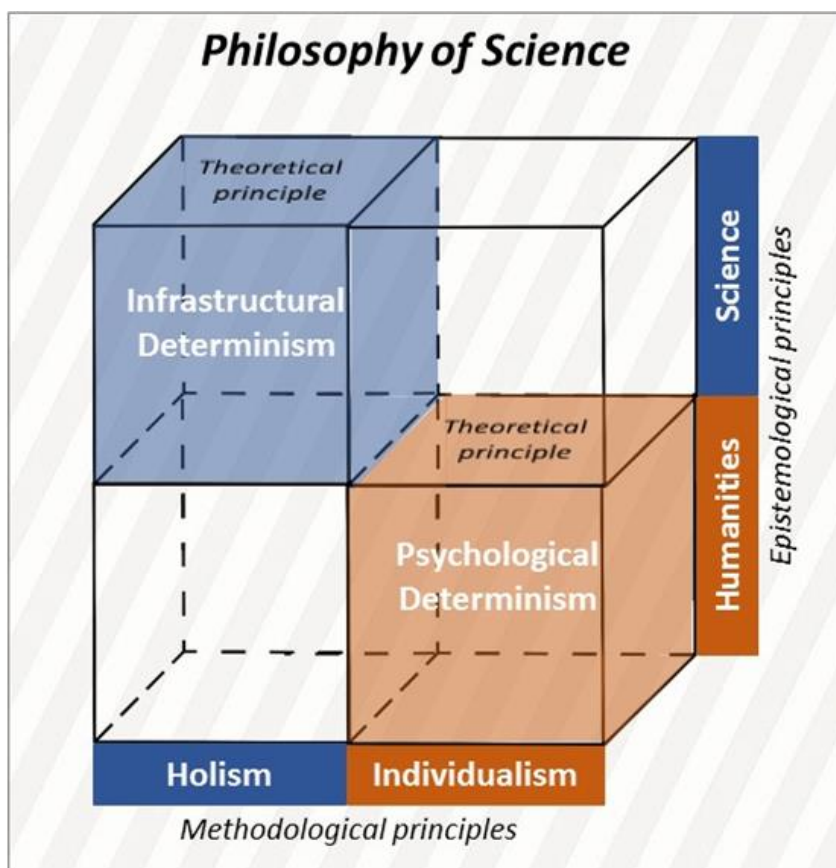 Philosophy of Science
Theoretical
principle
Infrastructural
Determinism
Science
Epistemological principles
Theoretical
principle
Psychological
Determinism
Humanities
Holism
Individualism
Methodological principles